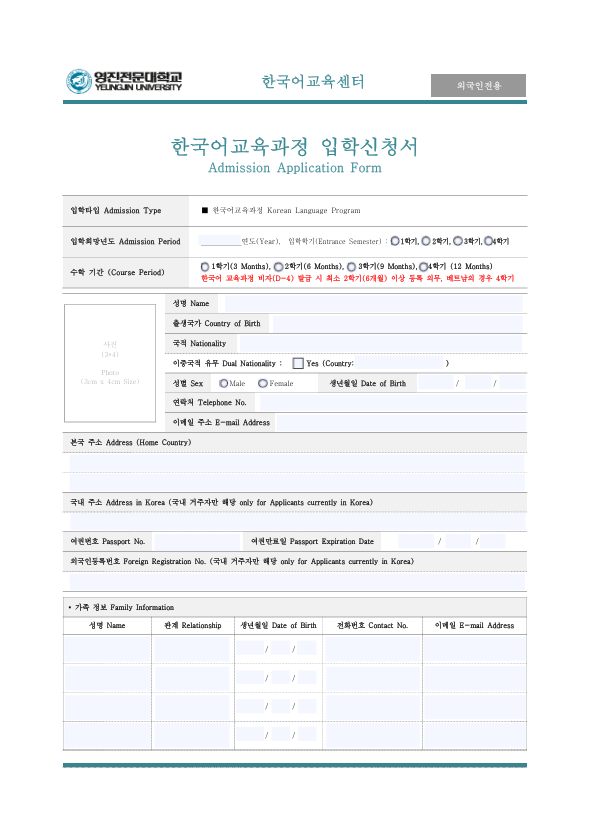 영진전문대학교
YEUNGJIN UNIVERSITY
한국어교육센터
외국인전용
한국어교육과정 입학신청서
Admission Application Form
입학타입 Admission Type
■ 한국어교육과정 Korean Language Program
입학희망년도 Admission Period
년도(Year), 입학학기(Entrance Semester) : 1학기, 2학기, 3학기, 4학기
수학 기간 (Course Period)
1학기(3 Months), 2학기(6 Months), 3학기(9 Months), 4학기 (12 Months)
한국어 교육과정 비자(D-4) 발급 시 최소 2학기(6개월) 이상 등록 의무, 베트남의 경우 4학기
사진
(3×4)
Photo
(3cm x 4cm Size)
성명 Name
출생국가 Country of Birth
국적 Nationality
이중국적 유무 Dual Nationality : Yes (Country: )
성별 Sex Male Female 생년월일 Date of Birth / /
연락처 Telephone No.
이메일 주소 E-mail Address
본국 주소 Address (Home Country)
국내 주소 Address in Korea (국내 거주자만 해당 only for Applicants currently in Korea)
여권번호 Passport No. 여권만료일 Passport Expiration Date / /
외국인등록번호 Foreign Registration No. (국내 거주자만 해당 only for Applicants currently in Korea)
• 가족 정보 Family Information
성명 Name 관계 Relationship 생년월일 Date of Birth 전화번호 Contact No. 이메일 E-mail Address
/ /
/ /
/ /
/ /